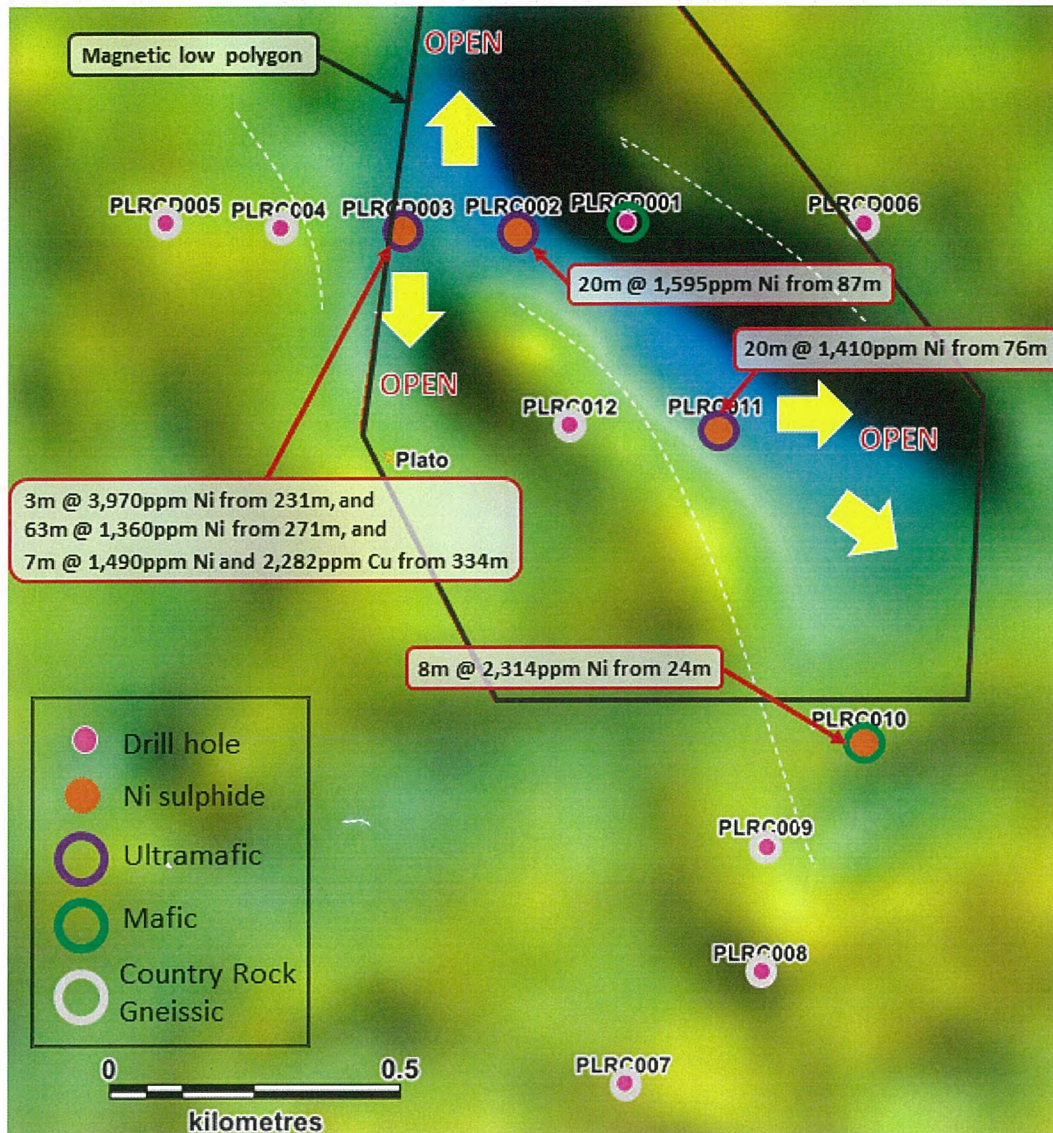 OPEN
Magnetic low polygon
PLRCD005
PLRC004
PLRCD003
PLRC002
PLRCD001
PLRCD006
20m @ 1,595ppm Ni from 87m
20m @ 1,410ppm Ni from 76m
OPEN
PLRC012
PLRC011
OPEN
Plato
3m @ 3,970ppm Ni from 231m, and
63m @ 1,360ppm Ni from 271m, and
7m @ 1,490ppm Ni and 2,282ppm Cu from 334m
8m @ 2,314ppm Ni from 24m
PLRC010
Drill hole
Ni sulphide
Ultramafic
Mafic
Country Rock
Gneissic
PLRC009
PLRC008
PLRC007
0 0.5
kilometres